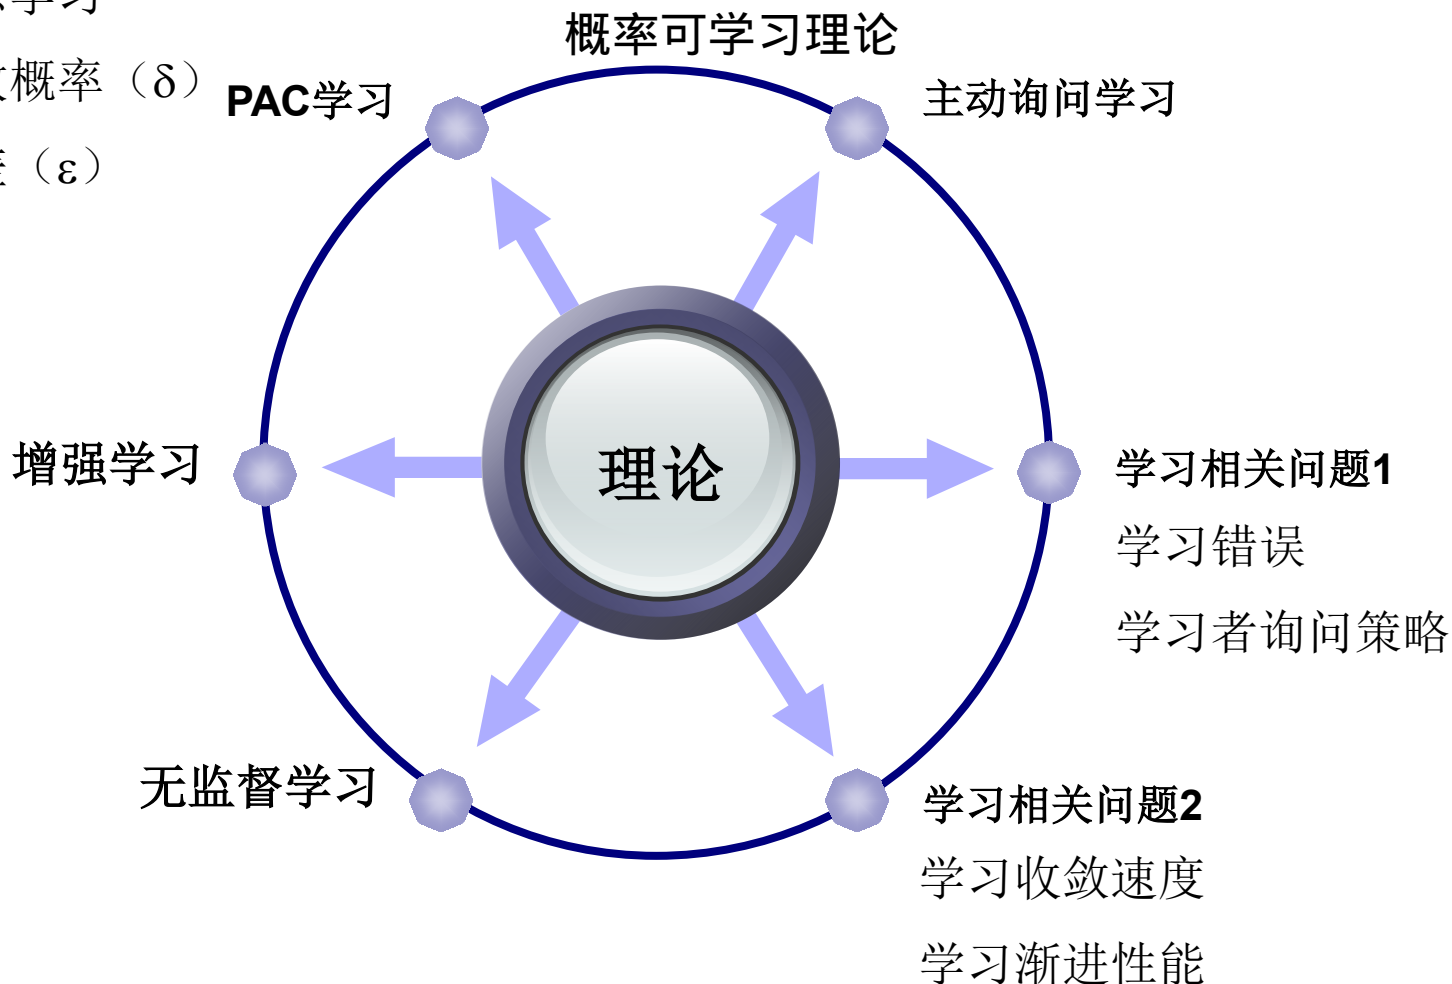 概率可学习理论
学习
概率（δ）
（ε）
PAC学习
主动询问学习
增强学习
理论
学习相关问题1
学习错误
学习者询问策略
无监督学习
学习相关问题2
学习收敛速度
学习渐进性能